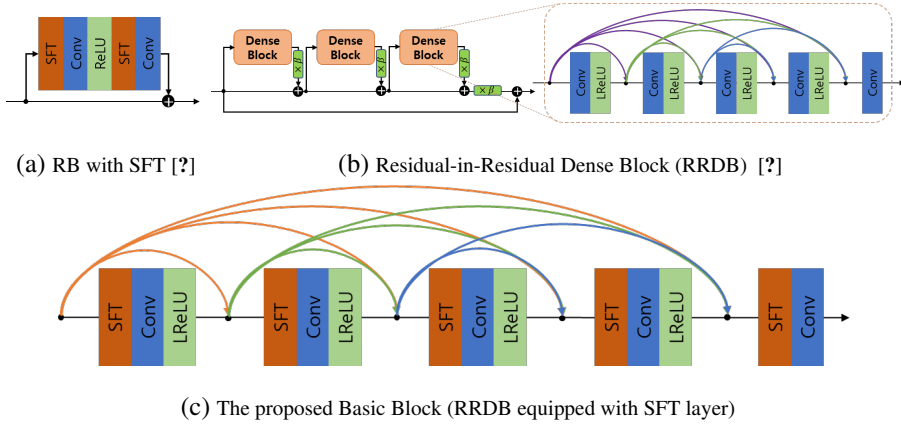 SFT
Conv
ReLU
SFT
Conv
Dense
Block
× β
Dense
Block
× β
Dense
Block
× β
× β
Conv
LReLU
Conv
LReLU
Conv
LReLU
Conv
LReLU
Conv
(a) RB with SFT [?]
(b) Residual-in-Residual Dense Block (RRDB) [?]
SFT
Conv
LReLU
SFT
Conv
LReLU
SFT
Conv
LReLU
SFT
Conv
LReLU
SFT
Conv
(c) The proposed Basic Block (RRDB equipped with SFT layer)